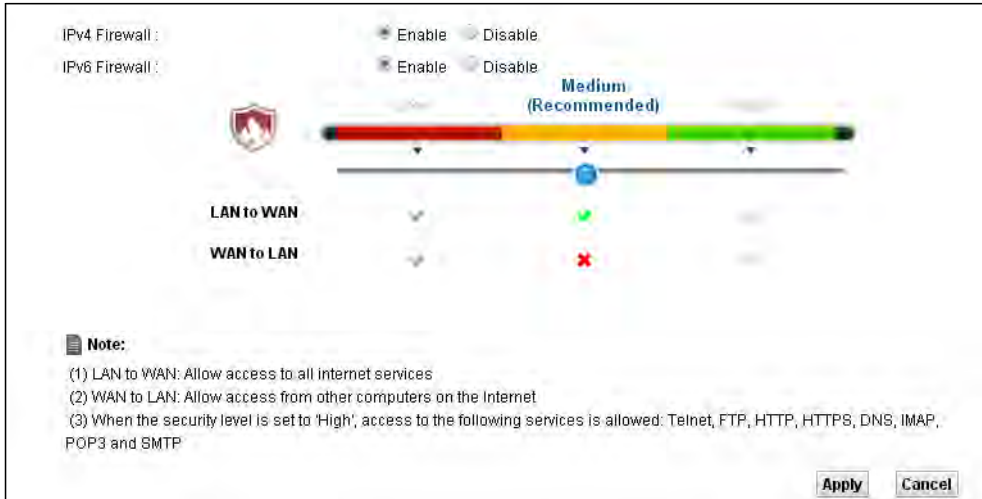 IPv4 Firewall :
Enable Disable
IPv6 Firewall :
Enable Disable
Medium
(Recommended)
LAN to WAN
WAN to LAN
Note:
(1) LAN to WAN: Allow access to all internet services
(2) WAN to LAN: Allow access from other computers on the Internet
(3) When the security level is set to 'High', access to the following services is allowed: Telnet, FTP, HTTP, HTTPS, DNS, IMAP,
POP3 and SMTP
Apply Cancel